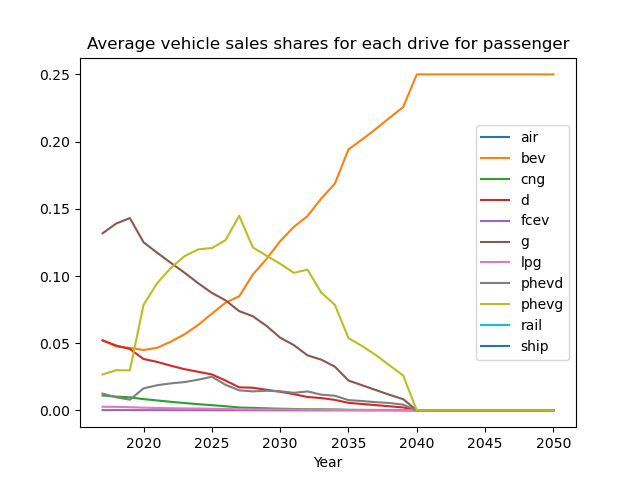 Average vehicle sales shares for each drive for passenger
0.25
0.20
0.15
0.10
0.05
0.00
air
bev
cng
d
fcev
g
lpg
phevd
phevg
rail
ship
2020 2025 2030 2035 2040 2045 2050
Year